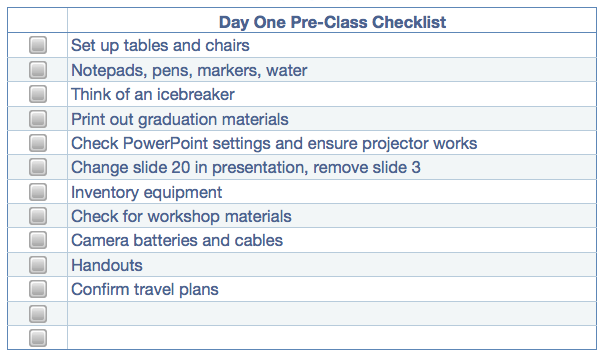 Day One Pre-Class Checklist
Set up tables and chairs
Notepads, pens, markers, water
Think of an icebreaker
Print out graduation materials
Check PowerPoint settings and ensure projector works
Change slide 20 in presentation, remove slide 3
Inventory equipment
Check for workshop materials
Camera batteries and cables
Handouts
Confirm travel plans